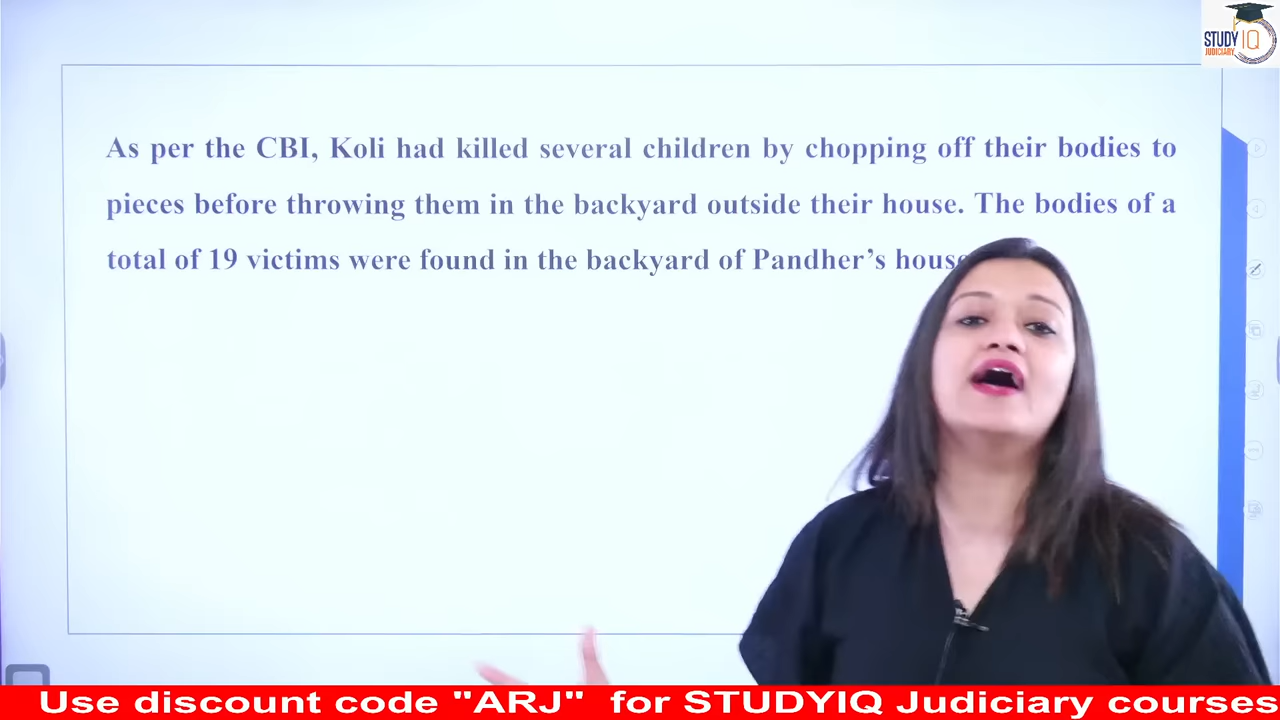 STUDY IQ
JUDICIARY
As per the CBI, Koli had killed several children by chopping off their bodies to
pieces before throwing them in the backyard outside their house. The bodies of a
total of 19 victims were found in the backyard of Pandher’s house
Use discount code "ARJ" for STUDYIQ Judiciary courses